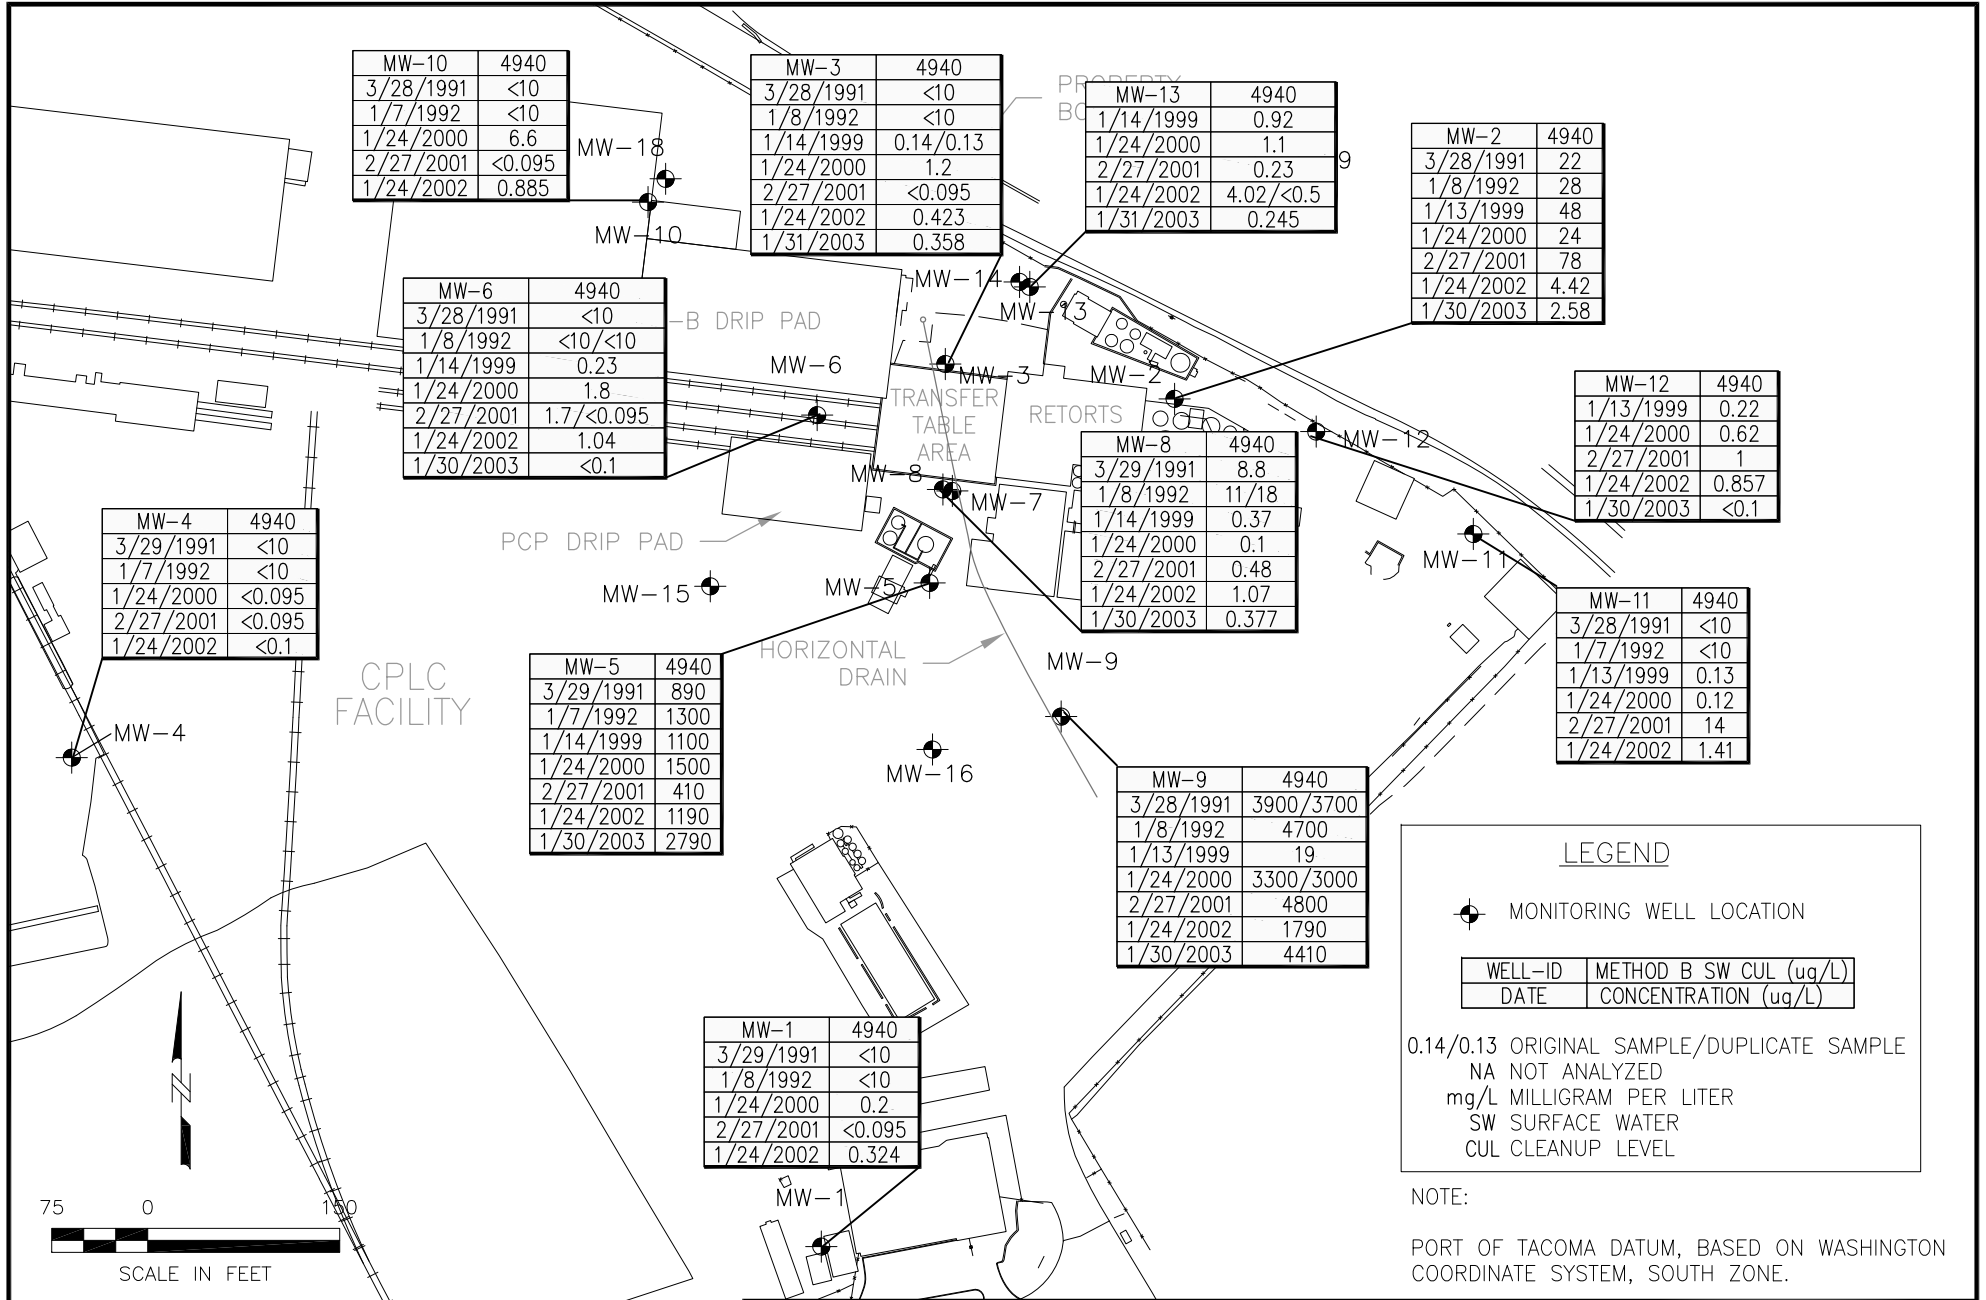 MW-10 4940
3/28/1991 <10
1/7/1992 <10
1/24/2000 6.6
2/27/2001 <0.095
1/24/2002 0.885
MW-18
MW-10
MW-3 4940
3/28/1991 <10
1/8/1992 <10
1/14/1999 0.14/0.13
1/24/2000 1.2
2/27/2001 <0.095
1/24/2002 0.423
1/31/2003 0.358
PROPERTY
BO
MW-13 4940
1/14/1999 0.92
1/24/2000 1.1
2/27/2001 0.23
1/24/2002 4.02/<0.5
1/31/2003 0.245
9
MW-2 4940
3/28/1991 22
1/8/1992 28
1/13/1999 48
1/24/2000 24
2/27/2001 78
1/24/2002 4.42
1/30/2003 2.58
MW-6 4940
3/28/1991 <10
1/8/1992 <10/<10
1/14/1999 0.23
1/24/2000 1.8
2/27/2001 1.7/<0.095
1/24/2002 1.04
1/30/2003 <0.1
-B DRIP PAD
MW-6
MW-14
MW-13
MW-3
MW-2
TRANSFER
TABLE
AREA
RETORTS
MW-12
MW-12 4940
1/13/1999 0.22
1/24/2000 0.62
2/27/2001 1
1/24/2002 0.857
1/30/2003 <0.1
MW-8
MW-7
MW-8 4940
3/29/1991 8.8
1/8/1992 11/18
1/14/1999 0.37
1/24/2000 0.1
2/27/2001 0.48
1/24/2002 1.07
1/30/2003 0.377
MW-4 4940
3/29/1991 <10
1/7/1992 <10
1/24/2000 <0.095
2/27/2001 <0.095
1/24/2002 <0.1
PCP DRIP PAD
MW-15
MW-5
MW-11
MW-11 4940
3/28/1991 <10
1/7/1992 <10
1/13/1999 0.13
1/24/2000 0.12
2/27/2001 14
1/24/2002 1.41
CPLC
FACILITY
MW-4
MW-5 4940
3/29/1991 890
1/7/1992 1300
1/14/1999 1100
1/24/2000 1500
2/27/2001 410
1/24/2002 1190
1/30/2003 2790
HORIZONTAL
DRAIN
MW-9
MW-16
MW-9 4940
3/28/1991 3900/3700
1/8/1992 4700
1/13/1999 19
1/24/2000 3300/3000
2/27/2001 4800
1/24/2002 1790
1/30/2003 4410
MW-1 4940
3/29/1991 <10
1/8/1992 <10
1/24/2000 0.2
2/27/2001 <0.095
1/24/2002 0.324
MW-1
N
75 0 150
SCALE IN FEET
LEGEND
MONITORING WELL LOCATION
WELL-ID METHOD B SW CUL (ug/L)
DATE CONCENTRATION (ug/L)
0.14/0.13 ORIGINAL SAMPLE/DUPLICATE SAMPLE
NA NOT ANALYZED
mg/L MILLIGRAM PER LITER
SW SURFACE WATER
CUL CLEANUP LEVEL
NOTE:
PORT OF TACOMA DATUM, BASED ON WASHINGTON
COORDINATE SYSTEM, SOUTH ZONE.